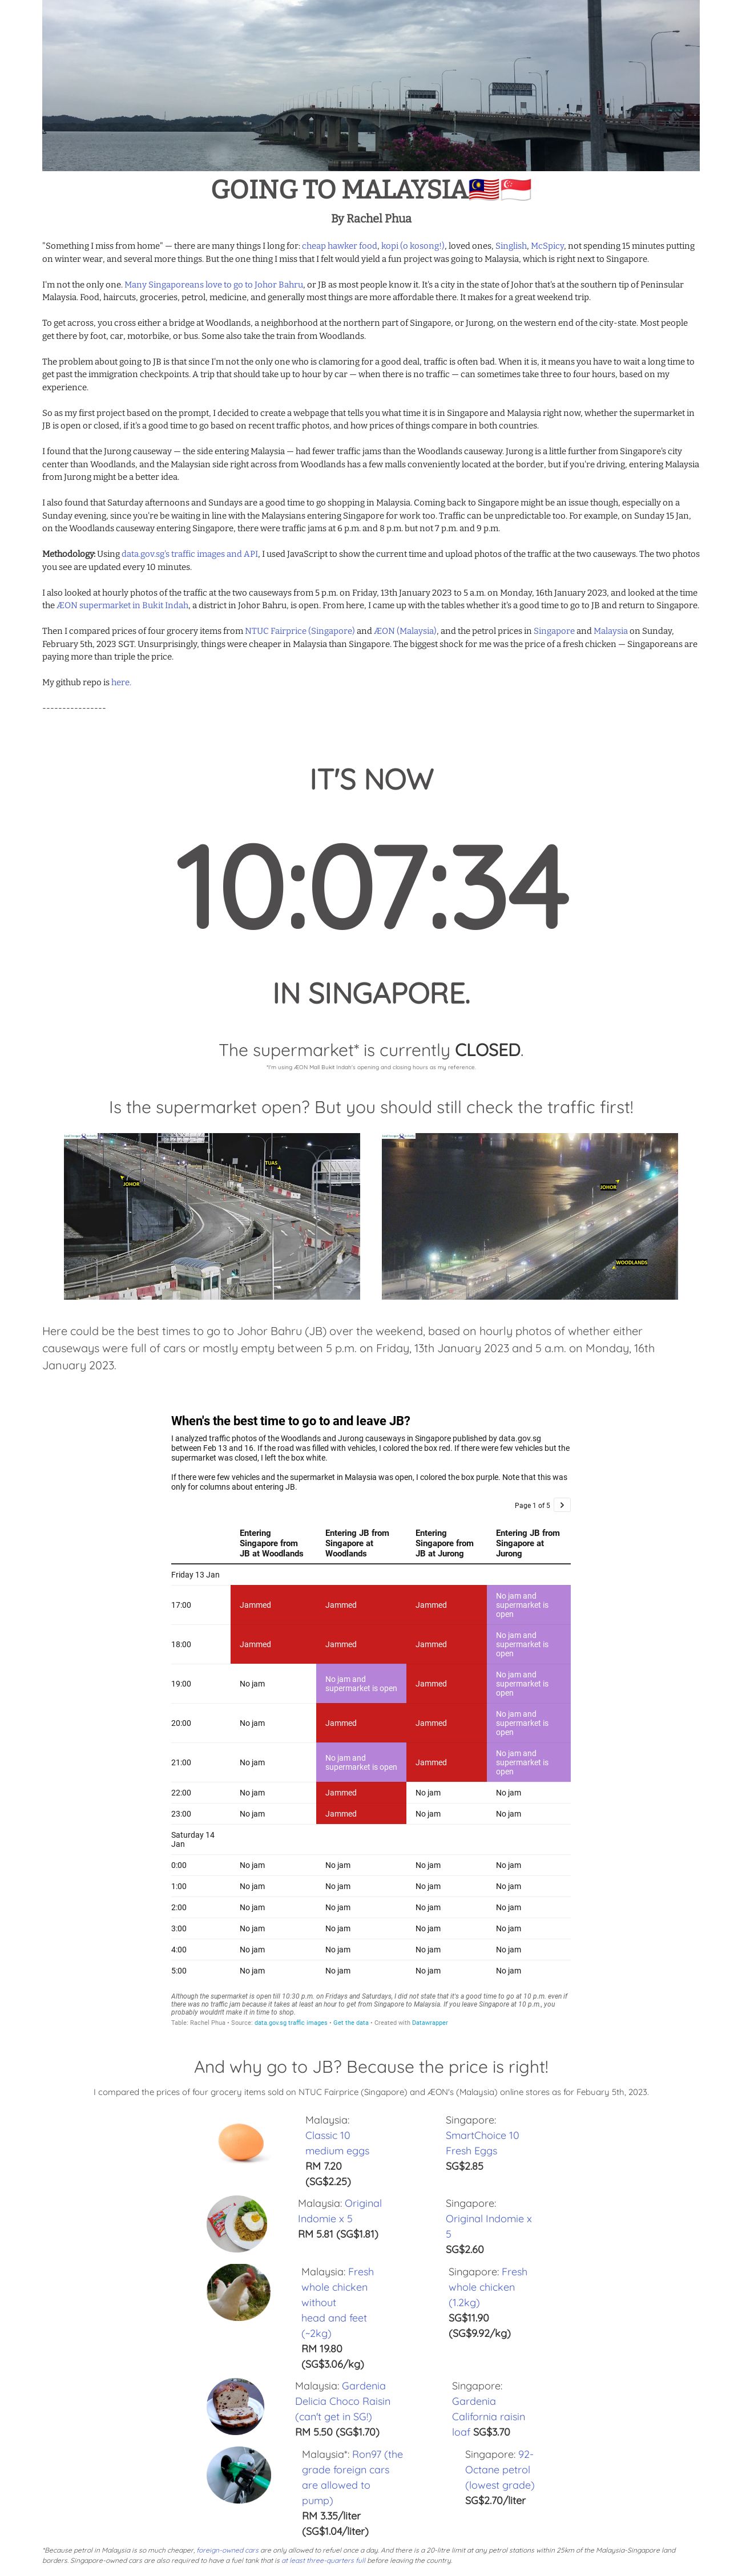 GOING TO MALAYSIA🇲🇾🇸🇬
By Rachel Phua
"Something I miss from home" — there are many things I long for: cheap hawker food, kopi (o kosong!), loved ones, Singlish, McSpicy, not spending 15 minutes putting
on winter wear, and several more things. But the one thing I miss that I felt would yield a fun project was going to Malaysia, which is right next to Singapore.
I'm not the only one. Many Singaporeans love to go to Johor Bahru, or JB as most people know it. It's a city in the state of Johor that's at the southern tip of Peninsular
Malaysia. Food, haircuts, groceries, petrol, medicine, and generally most things are more affordable there. It makes for a great weekend trip.
To get across, you cross either a bridge at Woodlands, a neighborhood at the northern part of Singapore, or Jurong, on the western end of the city-state. Most people
get there by foot, car, motorbike, or bus. Some also take the train from Woodlands.
The problem about going to JB is that since I'm not the only one who is clamoring for a good deal, traffic is often bad. When it is, it means you have to wait a long time to
get past the immigration checkpoints. A trip that should take up to hour by car — when there is no traffic — can sometimes take three to four hours, based on my
experience.
So as my first project based on the prompt, I decided to create a webpage that tells you what time it is in Singapore and Malaysia right now, whether the supermarket in
JB is open or closed, if it's a good time to go based on recent traffic photos, and how prices of things compare in both countries.
I found that the Jurong causeway — the side entering Malaysia — had fewer traffic jams than the Woodlands causeway. Jurong is a little further from Singapore's city
center than Woodlands, and the Malaysian side right across from Woodlands has a few malls conveniently located at the border, but if you're driving, entering Malaysia
from Jurong might be a better idea.
I also found that Saturday afternoons and Sundays are a good time to go shopping in Malaysia. Coming back to Singapore might be an issue though, especially on a
Sunday evening, since you're be waiting in line with the Malaysians entering Singapore for work too. Traffic can be unpredictable too. For example, on Sunday 15 Jan,
on the Woodlands causeway entering Singapore, there were traffic jams at 6 p.m. and 8 p.m. but not 7 p.m. and 9 p.m.
Methodology: Using data.gov.sg's traffic images and API, I used JavaScript to show the current time and upload photos of the traffic at the two causeways. The two photos
you see are updated every 10 minutes.
I also looked at hourly photos of the traffic at the two causeways from 5 p.m. on Friday, 13th January 2023 to 5 a.m. on Monday, 16th January 2023, and looked at the time
the ÆON supermarket in Bukit Indah, a district in Johor Bahru, is open. From here, I came up with the tables whether it's a good time to go to JB and return to Singapore.
Then I compared prices of four grocery items from NTUC Fairprice (Singapore) and ÆON (Malaysia), and the petrol prices in Singapore and Malaysia on Sunday,
February 5th, 2023 SGT. Unsurprisingly, things were cheaper in Malaysia than Singapore. The biggest shock for me was the price of a fresh chicken — Singaporeans are
paying more than triple the price.
My github repo is here.
----------------
IT'S NOW
10:07:34
IN SINGAPORE.
The supermarket* is currently CLOSED.
*I'm using ÆON Mall Bukit Indah's opening and closing hours as my reference.
Is the supermarket open? But you should still check the traffic first!
JOHOR
TUAS
JOHOR
WOODLANDS
Here could be the best times to go to Johor Bahru (JB) over the weekend, based on hourly photos of whether either
causeways were full of cars or mostly empty between 5 p.m. on Friday, 13th January 2023 and 5 a.m. on Monday, 16th
January 2023.
When's the best time to go to and leave JB?
I analyzed traffic photos of the Woodlands and Jurong causeways in Singapore published by data.gov.sg
between Feb 13 and 16. If the road was filled with vehicles, I colored the box red. If there were few vehicles but the
supermarket was closed, I left the box white.
If there were few vehicles and the supermarket in Malaysia was open, I colored the box purple. Note that this was
only for columns about entering JB.
Page 1 of 5 >
Entering Singapore from JB at Woodlands
Entering JB from Singapore at Woodlands
Entering Singapore from JB at Jurong
Entering JB from Singapore at Jurong
Friday 13 Jan
17:00 Jammed Jammed Jammed No jam and supermarket is open
18:00 Jammed Jammed Jammed No jam and supermarket is open
19:00 No jam No jam and supermarket is open Jammed No jam and supermarket is open
20:00 No jam Jammed Jammed No jam and supermarket is open
21:00 No jam No jam and supermarket is open Jammed No jam and supermarket is open
22:00 No jam Jammed No jam No jam
23:00 No jam Jammed No jam No jam
Saturday 14
Jan
0:00 No jam No jam No jam No jam
1:00 No jam No jam No jam No jam
2:00 No jam No jam No jam No jam
3:00 No jam No jam No jam No jam
4:00 No jam No jam No jam No jam
5:00 No jam No jam No jam No jam
Although the supermarket is open till 10:30 p.m. on Fridays and Saturdays, I did not state that it's a good time to go at 10 p.m. even if
there was no traffic jam because it takes at least an hour to get from Singapore to Malaysia. If you leave Singapore at 10 p.m., you
probably wouldn't make it in time to shop.
Table: Rachel Phua • Source: data.gov.sg traffic images • Get the data • Created with Datawrapper
And why go to JB? Because the price is right!
I compared the prices of four grocery items sold on NTUC Fairprice (Singapore) and ÆON's (Malaysia) online stores as for Febuary 5th, 2023.
Malaysia:
Classic 10
medium eggs
RM 7.20
(SG$2.25)
Singapore:
SmartChoice 10
Fresh Eggs
SG$2.85
Malaysia: Original
Indomie x 5
RM 5.81 (SG$1.81)
Singapore:
Original Indomie x
5
SG$2.60
Malaysia: Fresh
whole chicken
without
head and feet
(~2kg)
RM 19.80
(SG$3.06/kg)
Singapore: Fresh
whole chicken
(1.2kg)
SG$11.90
(SG$9.92/kg)
Malaysia: Gardenia
Delicia Choco Raisin
(can't get in SG!)
RM 5.50 (SG$1.70)
Singapore:
Gardenia
California raisin
loaf SG$3.70
Malaysia*: Ron97 (the
grade foreign cars
are allowed to
pump)
RM 3.35/liter
(SG$1.04/liter)
Singapore: 92-
Octane petrol
(lowest grade)
SG$2.70/liter
*Because petrol in Malaysia is so much cheaper, foreign-owned cars are only allowed to refuel once a day. And there is a 20-litre limit at any petrol stations within 25km of the Malaysia-Singapore land
borders. Singapore-owned cars are also required to have a fuel tank that is at least three-quarters full before leaving the country.